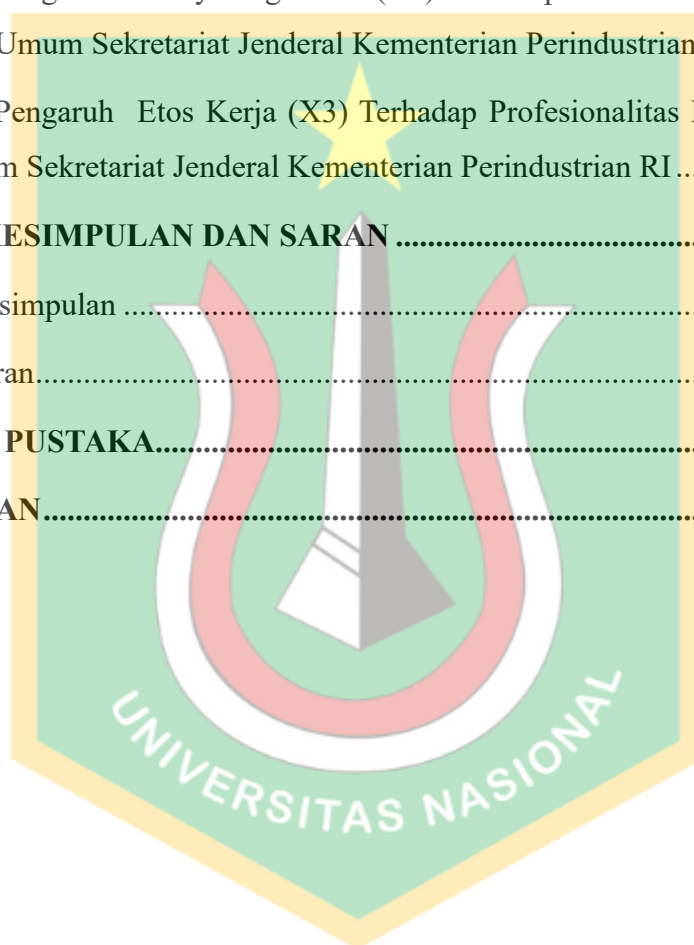 Umum Sekretariat Jenderal Kementerian Perindustrian
Pengaruh Etos Kerja (X3) Terhadap Profesionalitas
m Sekretariat Jenderal Kementerian Perindustrian RI ...
KESIMPULAN DAN SARAN ..............................
simpulan ..............................
ran..............................
PUSTAKA..............................
AN..............................
UNIVERSITAS NASIONAL